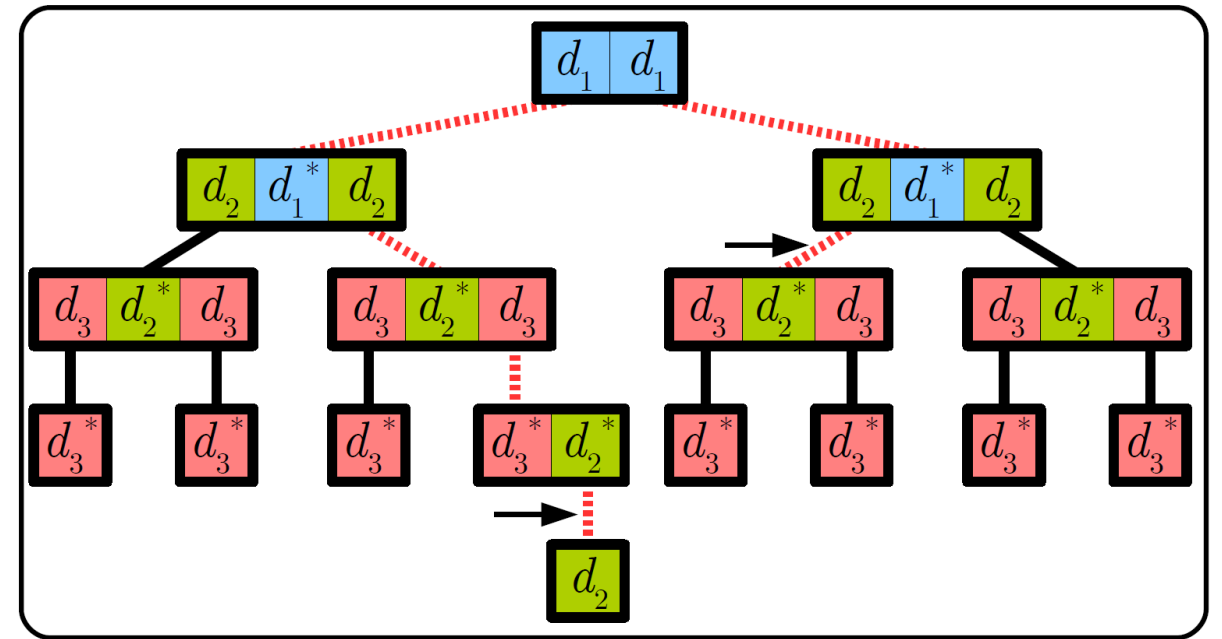 d₁ d₁
d₂ d₁* d₂ d₂ d₁* d₂
d₃ d₂* d₃ d₃ d₂* d₃ d₃ d₂* d₃ d₃ d₂* d₃
d₃* d₃* d₃* d₃* d₂* d₃* d₃* d₃* d₃*
d₂